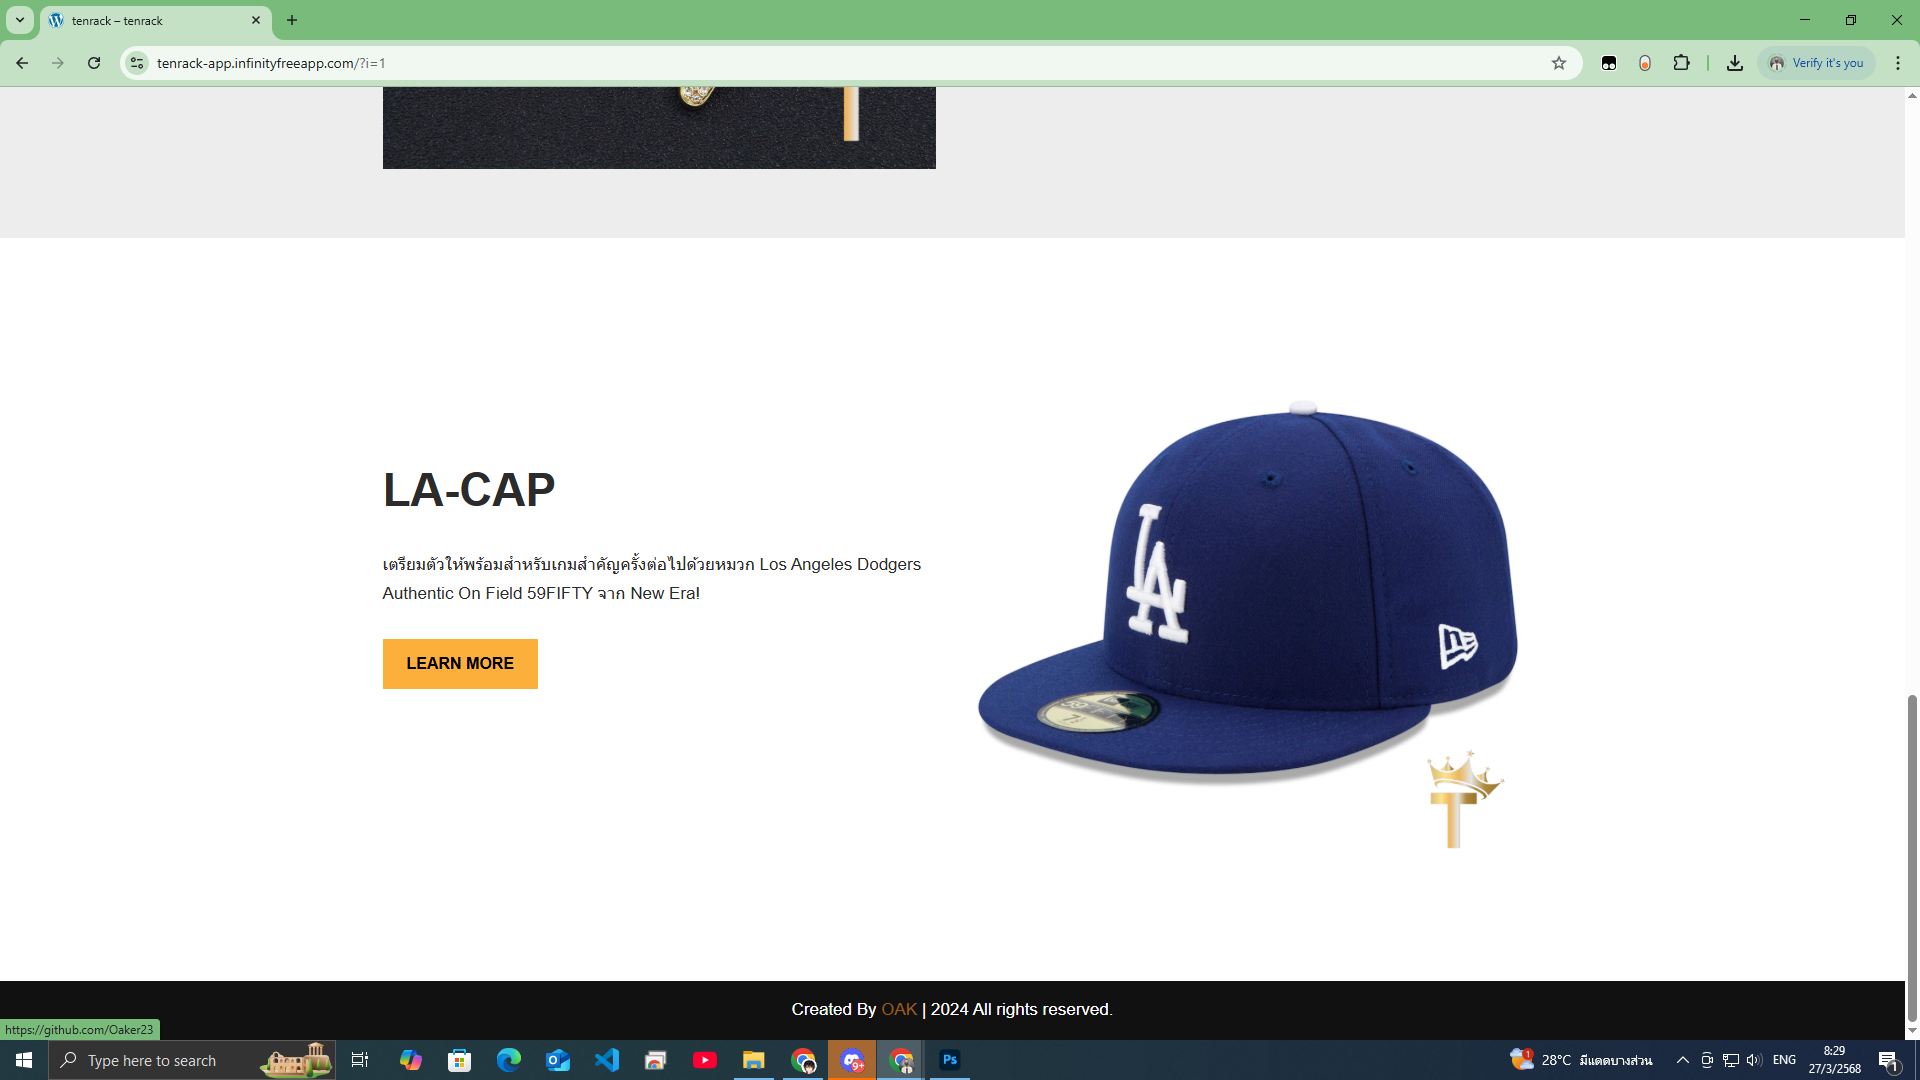 tenrack – tenrack
tenrack-app.infinityfreeapp.com/?i=1
Verify it's you
LA-CAP
เตรียมตัวให้พร้อมสำหรับเกมสำคัญครั้งต่อไปด้วยหมวก Los Angeles Dodgers
Authentic On Field 59FIFTY จาก New Era!
LEARN MORE
LA
T
Created By OAK | 2024 All rights reserved.
https://github.com/Oaker23
Type here to search
9+
Ps
1
28°C มีแดดบางส่วน
ENG
8:29
27/3/2568
1